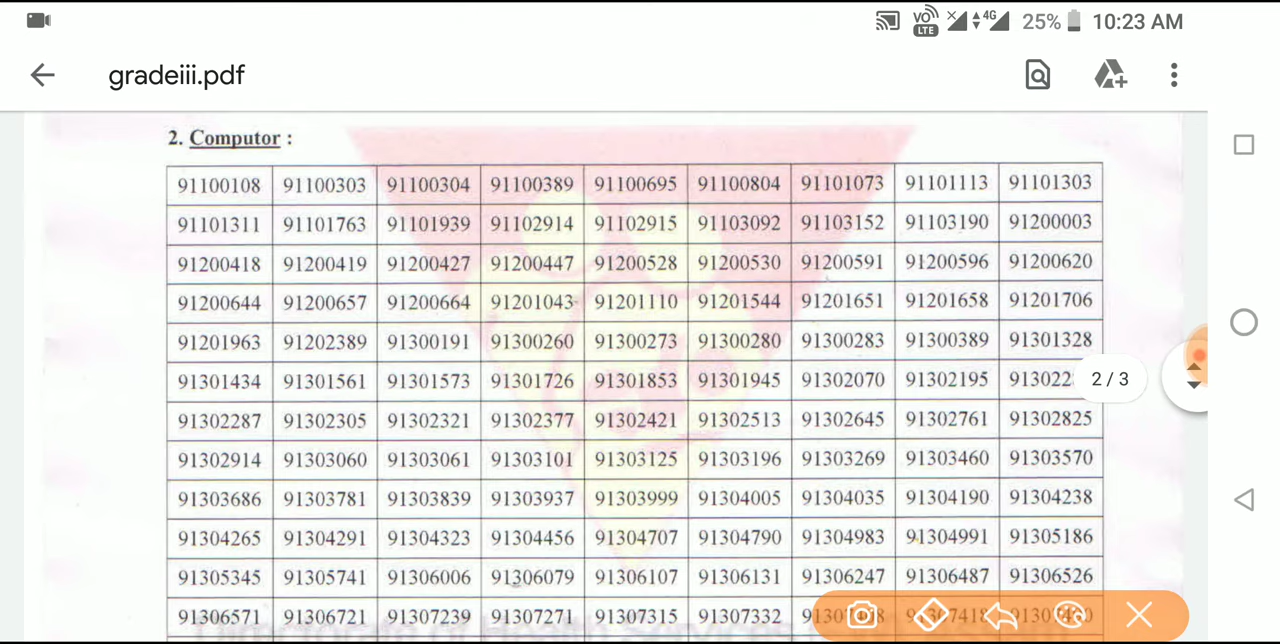 VO LTE 4G 25% 10:23 AM
gradeiii.pdf
2. Computor :
91100108 91100303 91100304 91100389 91100695 91100804 91101073 91101113 91101303
91101311 91101763 91101939 91102914 91102915 91103092 91103152 91103190 91200003
91200418 91200419 91200427 91200447 91200528 91200530 91200591 91200596 91200620
91200644 91200657 91200664 91201043 91201110 91201544 91201651 91201658 91201706
91201963 91202389 91300191 91300260 91300273 91300280 91300283 91300389 91301328
91301434 91301561 91301573 91301726 91301853 91301945 91302070 91302195
2 / 3
91302287 91302305 91302321 91302377 91302421 91302513 91302645 91302761 91302825
91302914 91303060 91303061 91303101 91303125 91303196 91303269 91303460 91303570
91303686 91303781 91303839 91303937 91303999 91304005 91304035 91304190 91304238
91304265 91304291 91304323 91304456 91304707 91304790 91304983 91304991 91305186
91305345 91305741 91306006 91306079 91306107 91306131 91306247 91306487 91306526
91306571 91306721 91307239 91307271 91307315 91307332